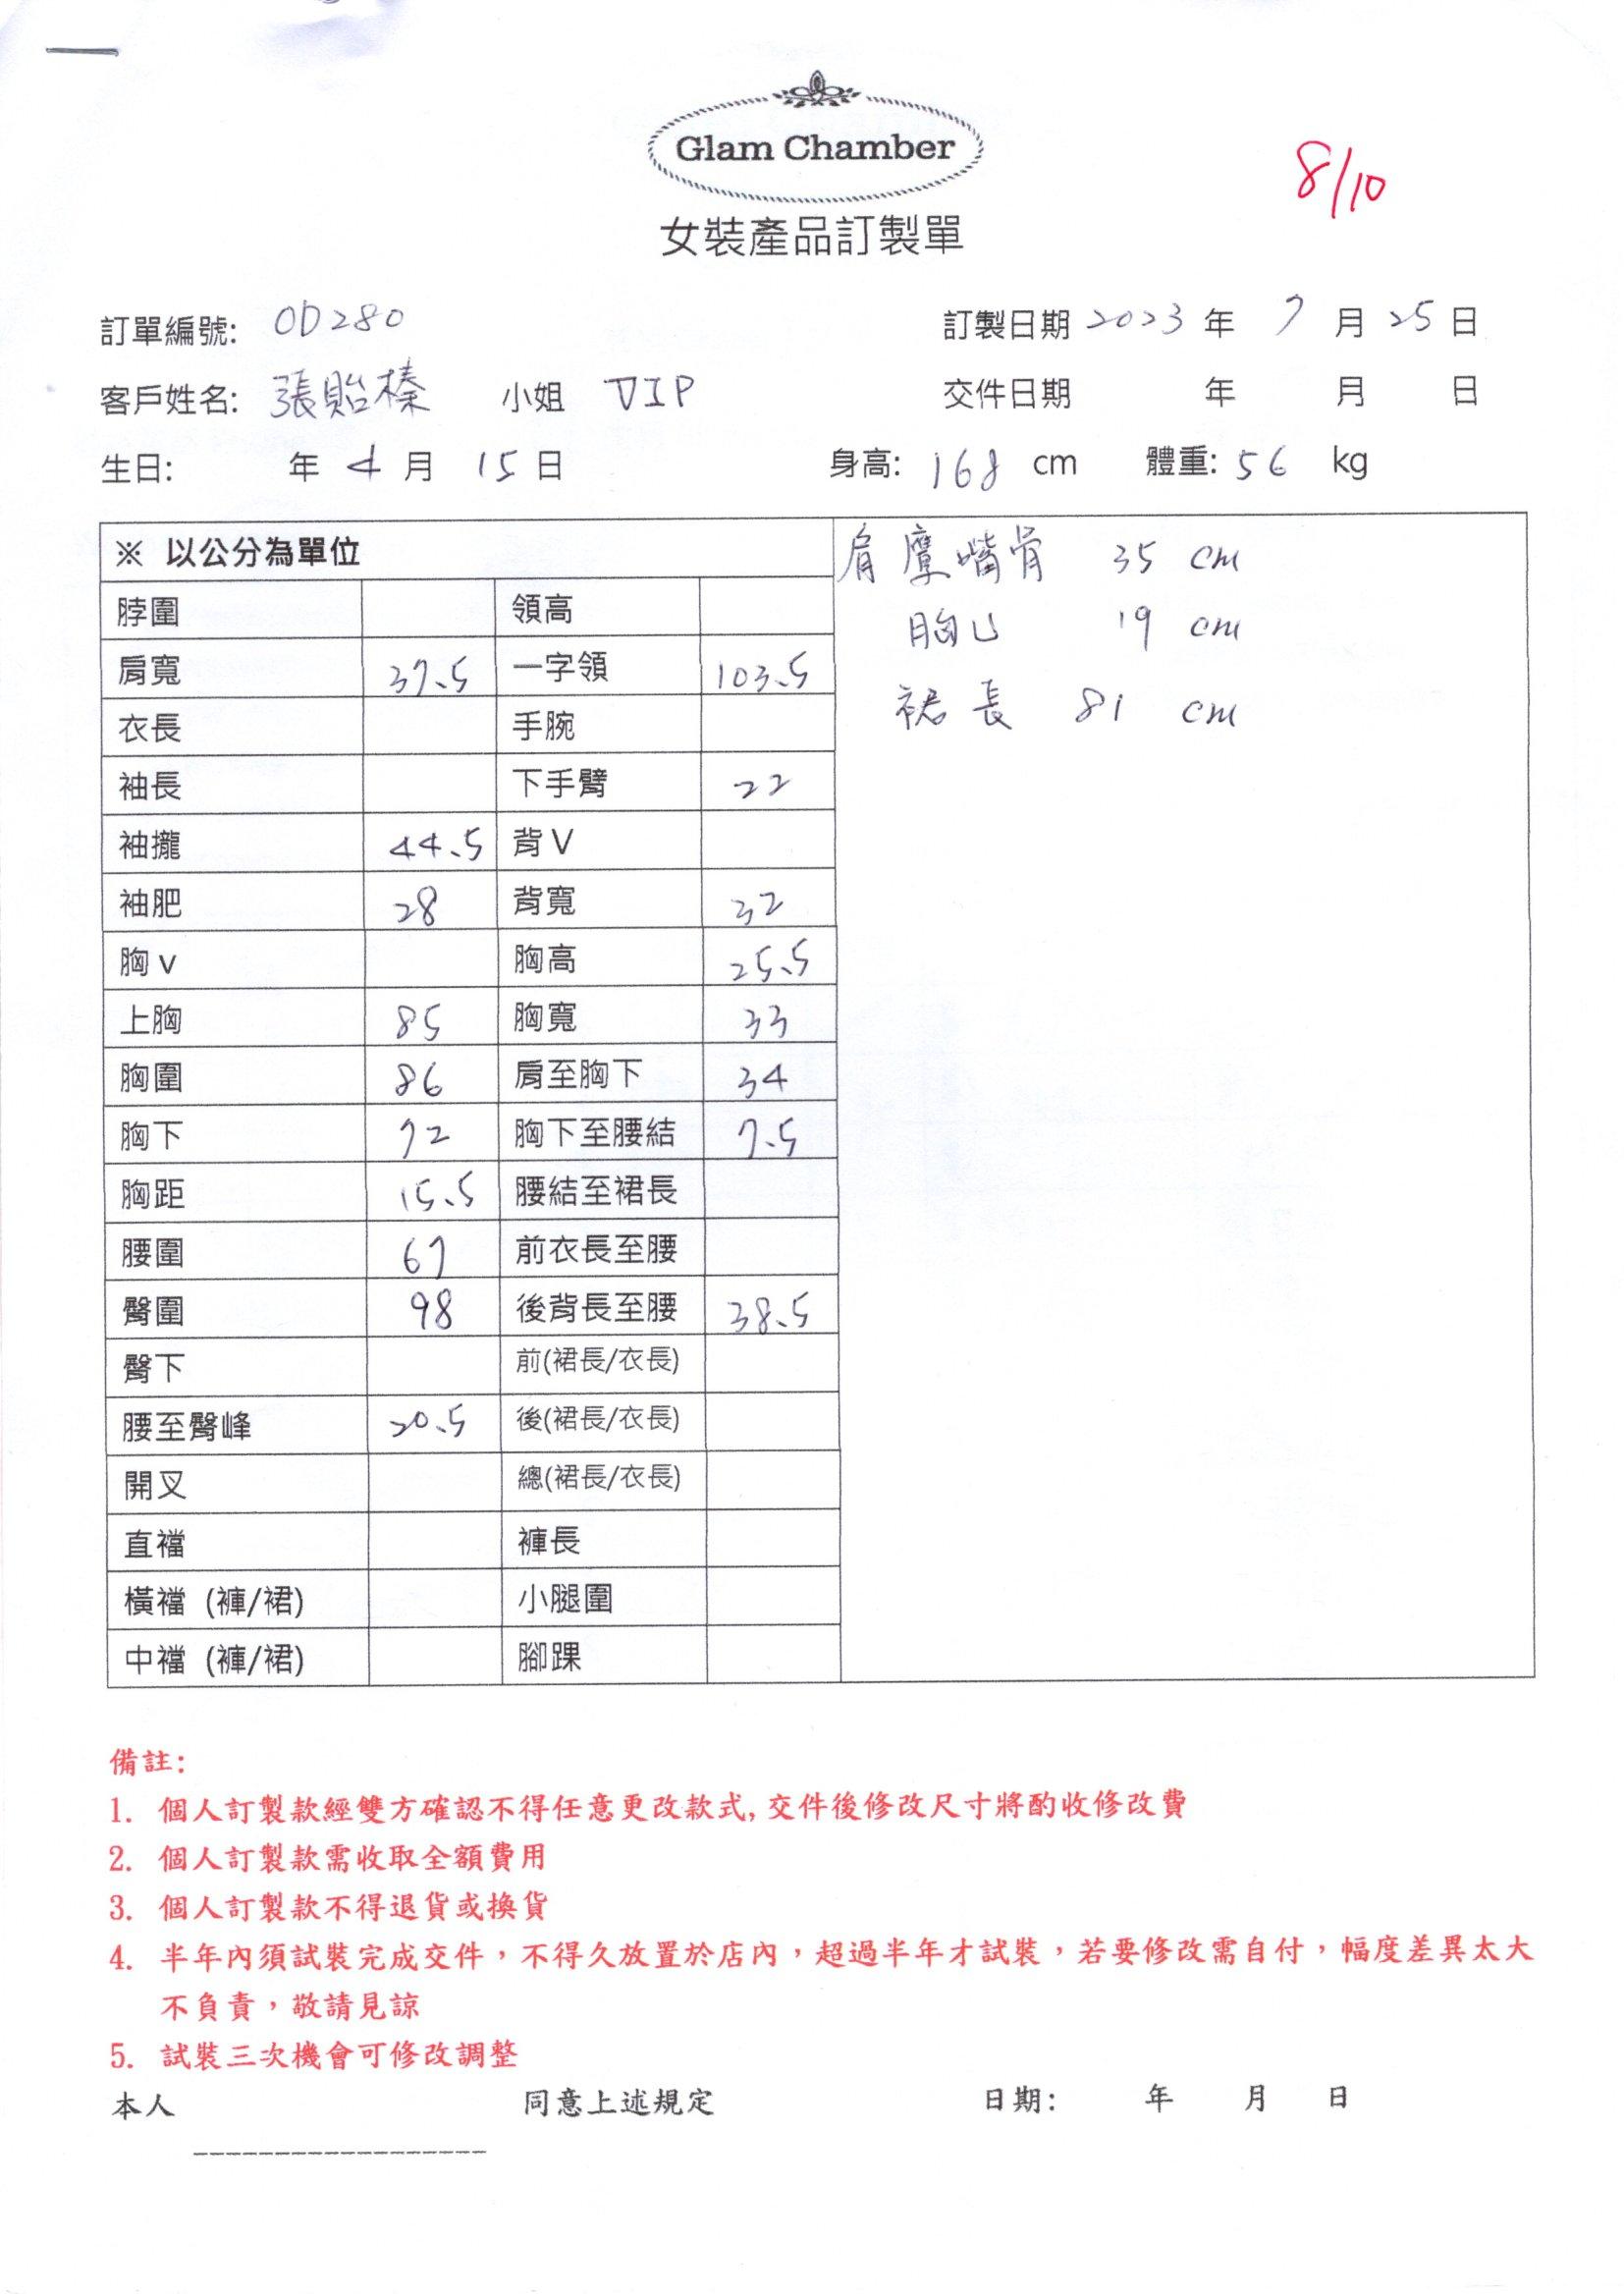 Glam Chamber
8/10
女裝產品訂製單
訂單編號: OD280 訂製日期 2023 年 7 月 25 日
客戶姓名: 張貽榛 小姐 VIP 交件日期 年 月 日
生日: 年 4 月 15 日 身高: 168 cm 體重: 56 kg
※ 以公分為單位
肩鷹嘴骨 35 cm
胸U 19 cm
裙長 81 cm
脖圍 領高
肩寬 37.5 一字領 103.5
衣長 手腕
袖長 下手臂 22
袖攏 44.5 背V
袖肥 28 背寬 32
胸v 胸高 25.5
上胸 85 胸寬 33
胸圍 86 肩至胸下 34
胸下 72 胸下至腰結 7.5
胸距 15.5 腰結至裙長
腰圍 67 前衣長至腰
臀圍 98 後背長至腰 38.5
臀下 前(裙長/衣長)
腰至臀峰 20.5 後(裙長/衣長)
開叉 總(裙長/衣長)
直襠 褲長
橫襠 (褲/裙) 小腿圍
中襠 (褲/裙) 腳踝
備註:
1. 個人訂製款經雙方確認不得任意更改款式,交件後修改尺寸將酌收修改費
2. 個人訂製款需收取全額費用
3. 個人訂製款不得退貨或換貨
4. 半年內須試裝完成交件，不得久放置於店內，超過半年才試裝，若要修改需自付，幅度差異太大
不負責，敬請見諒
5. 試裝三次機會可修改調整
本人 同意上述規定 日期: 年 月 日